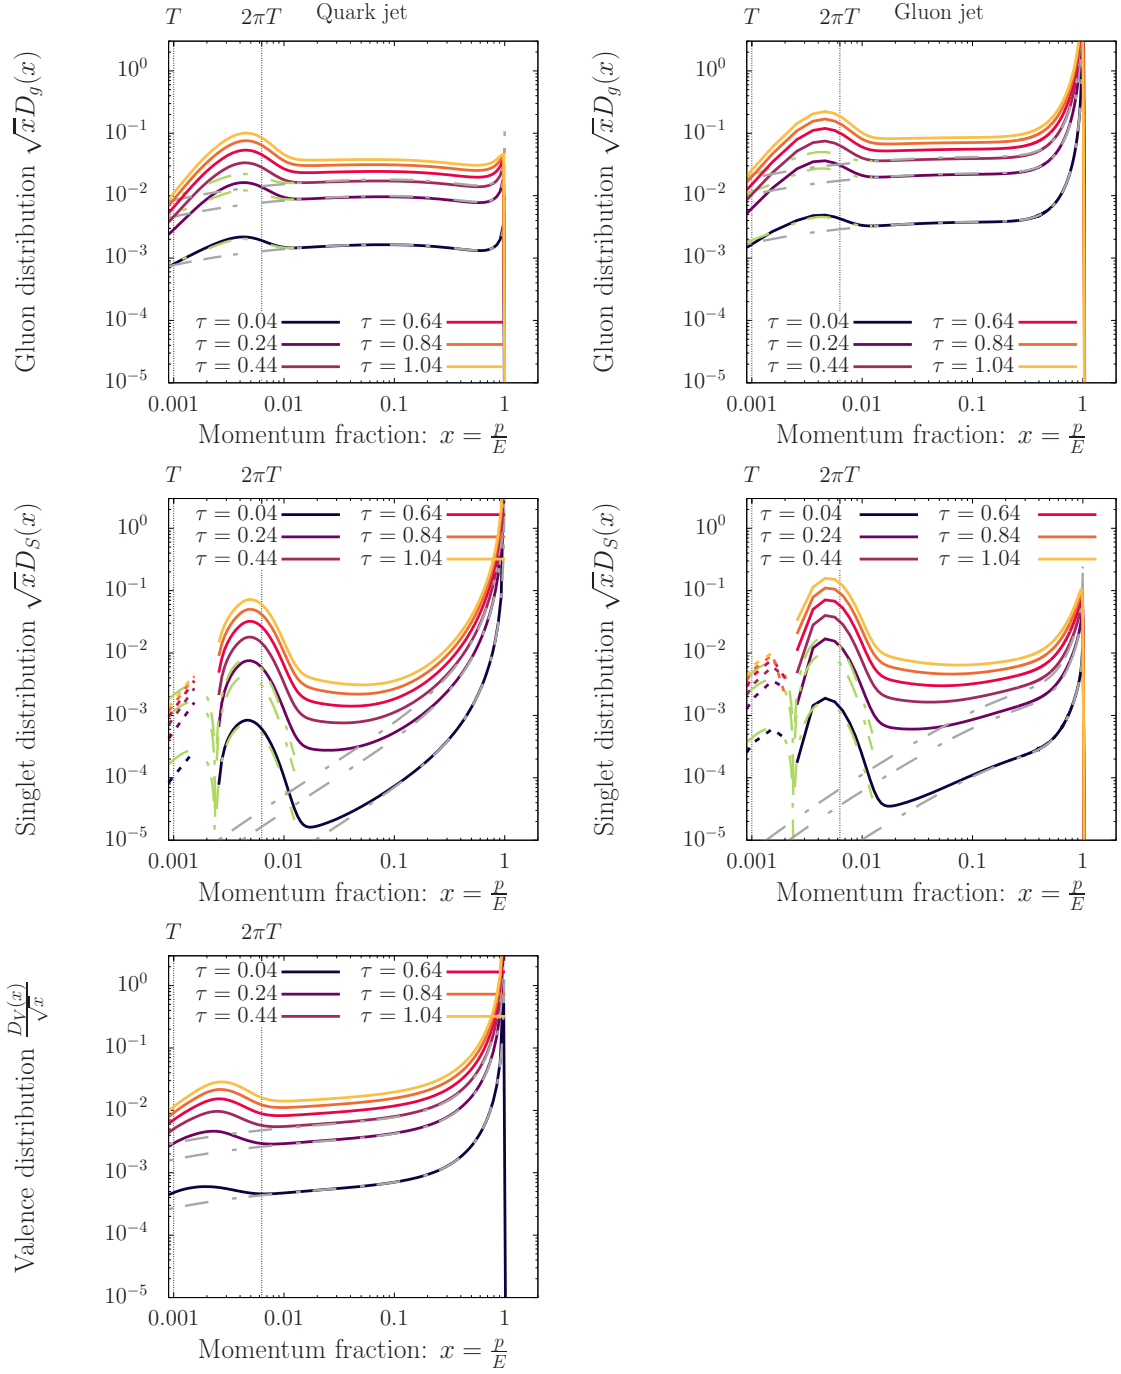 T 2πT Quark jet
Gluon distribution √xD_g(x)
10^0
10^-1
10^-2
10^-3
10^-4
10^-5
τ = 0.04 τ = 0.64
τ = 0.24 τ = 0.84
τ = 0.44 τ = 1.04
0.001 0.01 0.1 1
Momentum fraction: x = p/E
T 2πT Gluon jet
Gluon distribution √xD_g(x)
10^0
10^-1
10^-2
10^-3
10^-4
10^-5
τ = 0.04 τ = 0.64
τ = 0.24 τ = 0.84
τ = 0.44 τ = 1.04
0.001 0.01 0.1 1
Momentum fraction: x = p/E
T 2πT
Singlet distribution √xD_S(x)
10^0
10^-1
10^-2
10^-3
10^-4
10^-5
τ = 0.04 τ = 0.64
τ = 0.24 τ = 0.84
τ = 0.44 τ = 1.04
0.001 0.01 0.1 1
Momentum fraction: x = p/E
T 2πT
Singlet distribution √xD_S(x)
10^0
10^-1
10^-2
10^-3
10^-4
10^-5
τ = 0.04 τ = 0.64
τ = 0.24 τ = 0.84
τ = 0.44 τ = 1.04
0.001 0.01 0.1 1
Momentum fraction: x = p/E
T 2πT
Valence distribution D_V(x)/√x
10^0
10^-1
10^-2
10^-3
10^-4
10^-5
τ = 0.04 τ = 0.64
τ = 0.24 τ = 0.84
τ = 0.44 τ = 1.04
0.001 0.01 0.1 1
Momentum fraction: x = p/E